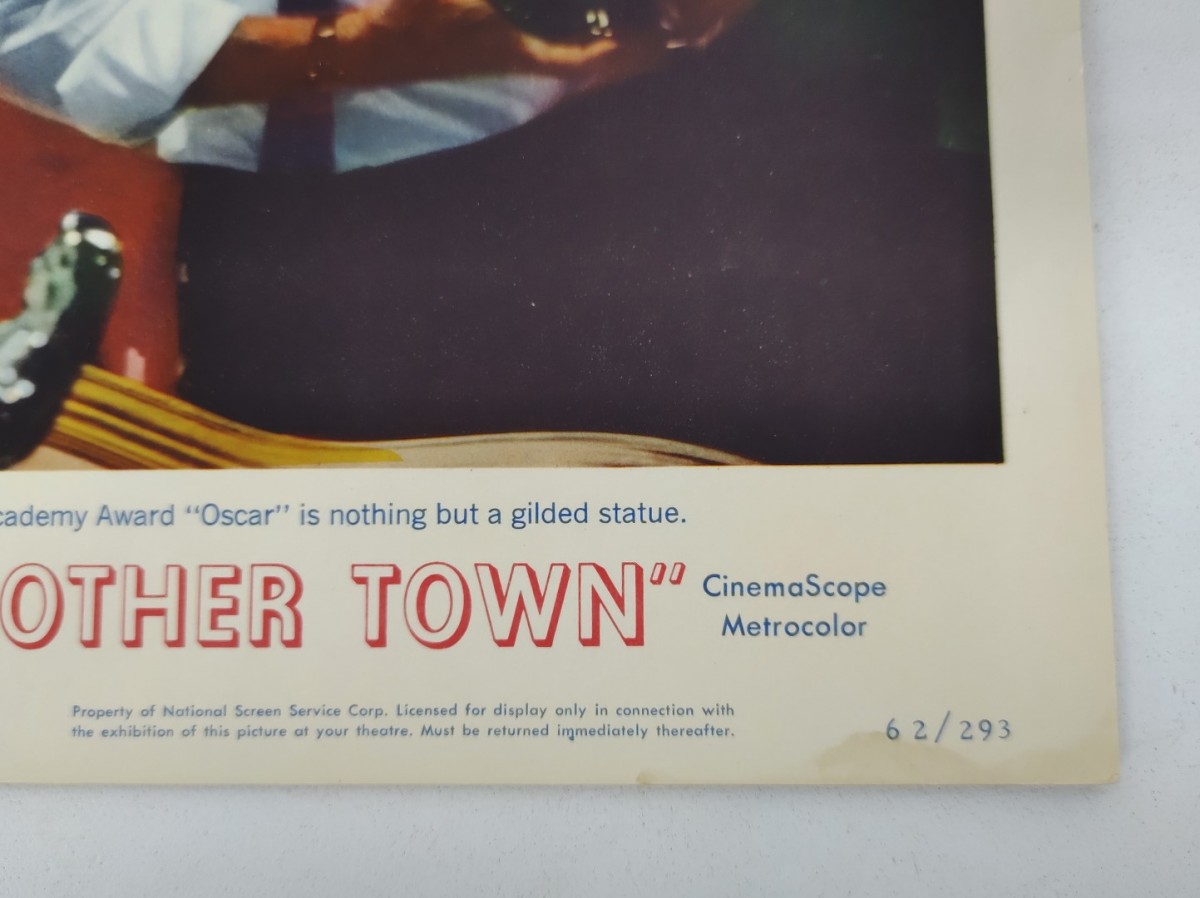 cademy Award “Oscar” is nothing but a gilded statue.
OTHER TOWN”
CinemaScope
Metrocolor
Property of National Screen Service Corp. Licensed for display only in connection with
the exhibition of this picture at your theatre. Must be returned immediately thereafter.
62/293